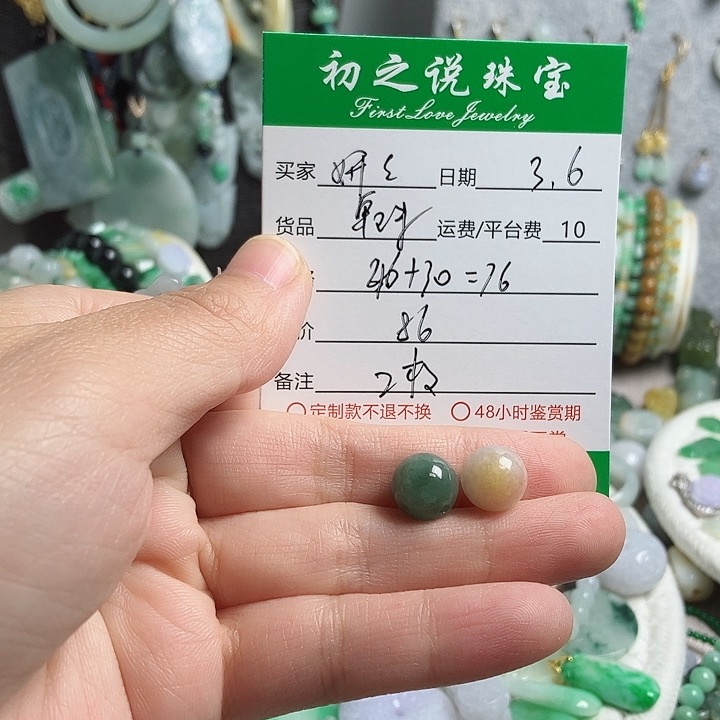 初之说珠宝
First Love Jewelry
买家 日期 3.6
货品 运费/平台费 10
46+30=76
价 86
备注 2枚
定制款不退不换 48小时鉴赏期